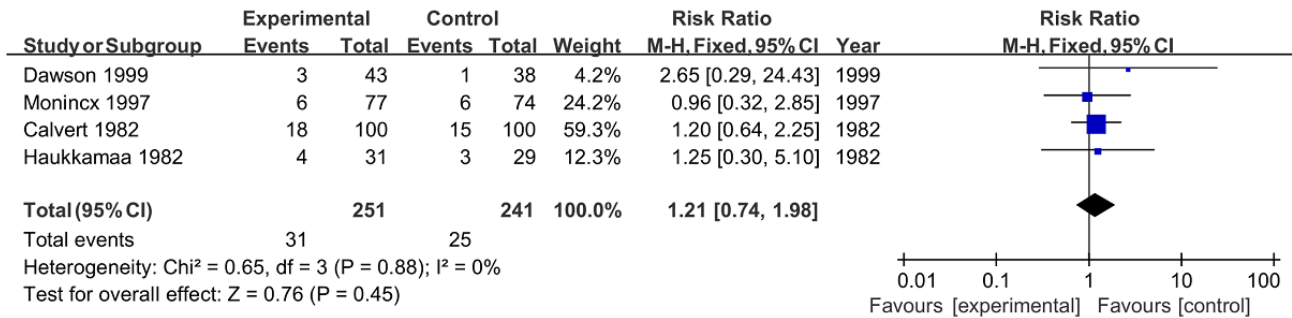 Experimental Control Risk Ratio Risk Ratio
Study or Subgroup Events Total Events Total Weight M-H, Fixed, 95% CI Year M-H, Fixed, 95% CI
Dawson 1999 3 43 1 38 4.2% 2.65 [0.29, 24.43] 1999
Monincx 1997 6 77 6 74 24.2% 0.96 [0.32, 2.85] 1997
Calvert 1982 18 100 15 100 59.3% 1.20 [0.64, 2.25] 1982
Haukkamaa 1982 4 31 3 29 12.3% 1.25 [0.30, 5.10] 1982
Total (95% CI) 251 241 100.0% 1.21 [0.74, 1.98]
Total events 31 25
Heterogeneity: Chi² = 0.65, df = 3 (P = 0.88); I² = 0%
Test for overall effect: Z = 0.76 (P = 0.45)
0.01 0.1 1 10 100
Favours [experimental] Favours [control]